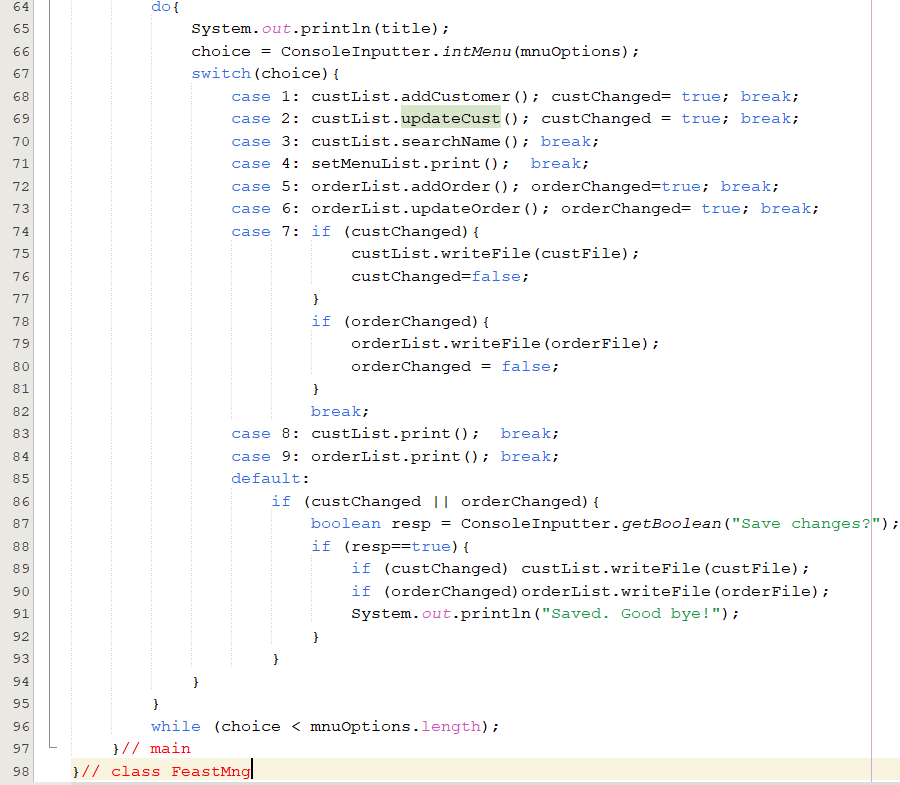 64 do{
65 System.out.println(title);
66 choice = ConsoleInputter.intMenu(mnuOptions);
67 switch(choice){
68 case 1: custList.addCustomer(); custChanged= true; break;
69 case 2: custList.updateCust(); custChanged = true; break;
70 case 3: custList.searchName(); break;
71 case 4: setMenuList.print();  break;
72 case 5: orderList.addOrder(); orderChanged=true; break;
73 case 6: orderList.updateOrder(); orderChanged= true; break;
74 case 7: if (custChanged){
75 custList.writeFile(custFile);
76 custChanged=false;
77 }
78 if (orderChanged){
79 orderList.writeFile(orderFile);
80 orderChanged = false;
81 }
82 break;
83 case 8: custList.print();  break;
84 case 9: orderList.print(); break;
85 default:
86 if (custChanged || orderChanged){
87 boolean resp = ConsoleInputter.getBoolean("Save changes?");
88 if (resp==true){
89 if (custChanged) custList.writeFile(custFile);
90 if (orderChanged)orderList.writeFile(orderFile);
91 System.out.println("Saved. Good bye!");
92 }
93 }
94 }
95 }
96 while (choice < mnuOptions.length);
97 }// main
98 }// class FeastMng